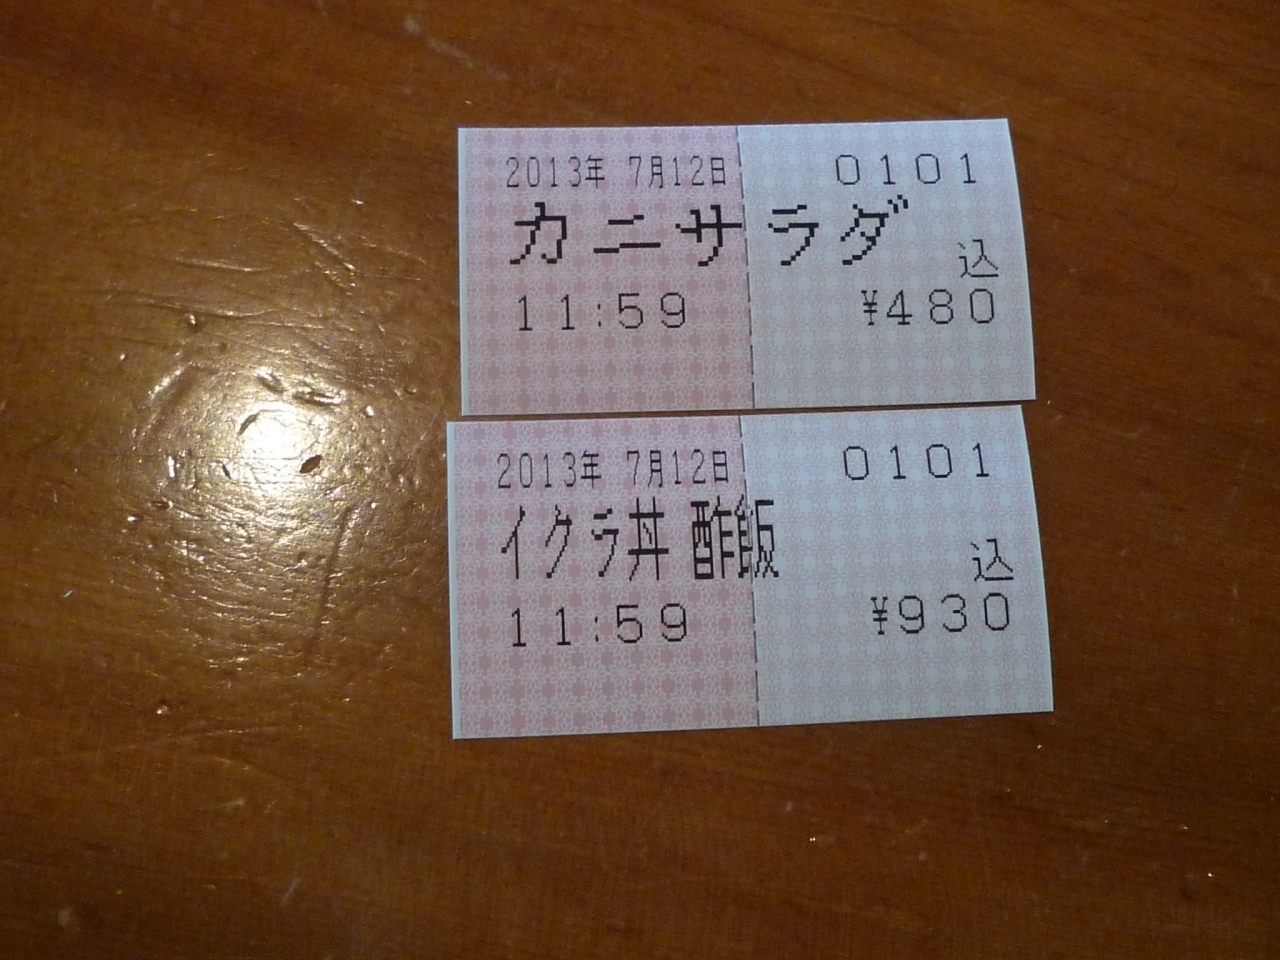 2013年 7月12日 0101
カニサラダ
込
11:59 ¥480
2013年 7月12日 0101
イクラ丼 酢飯
込
11:59 ¥930